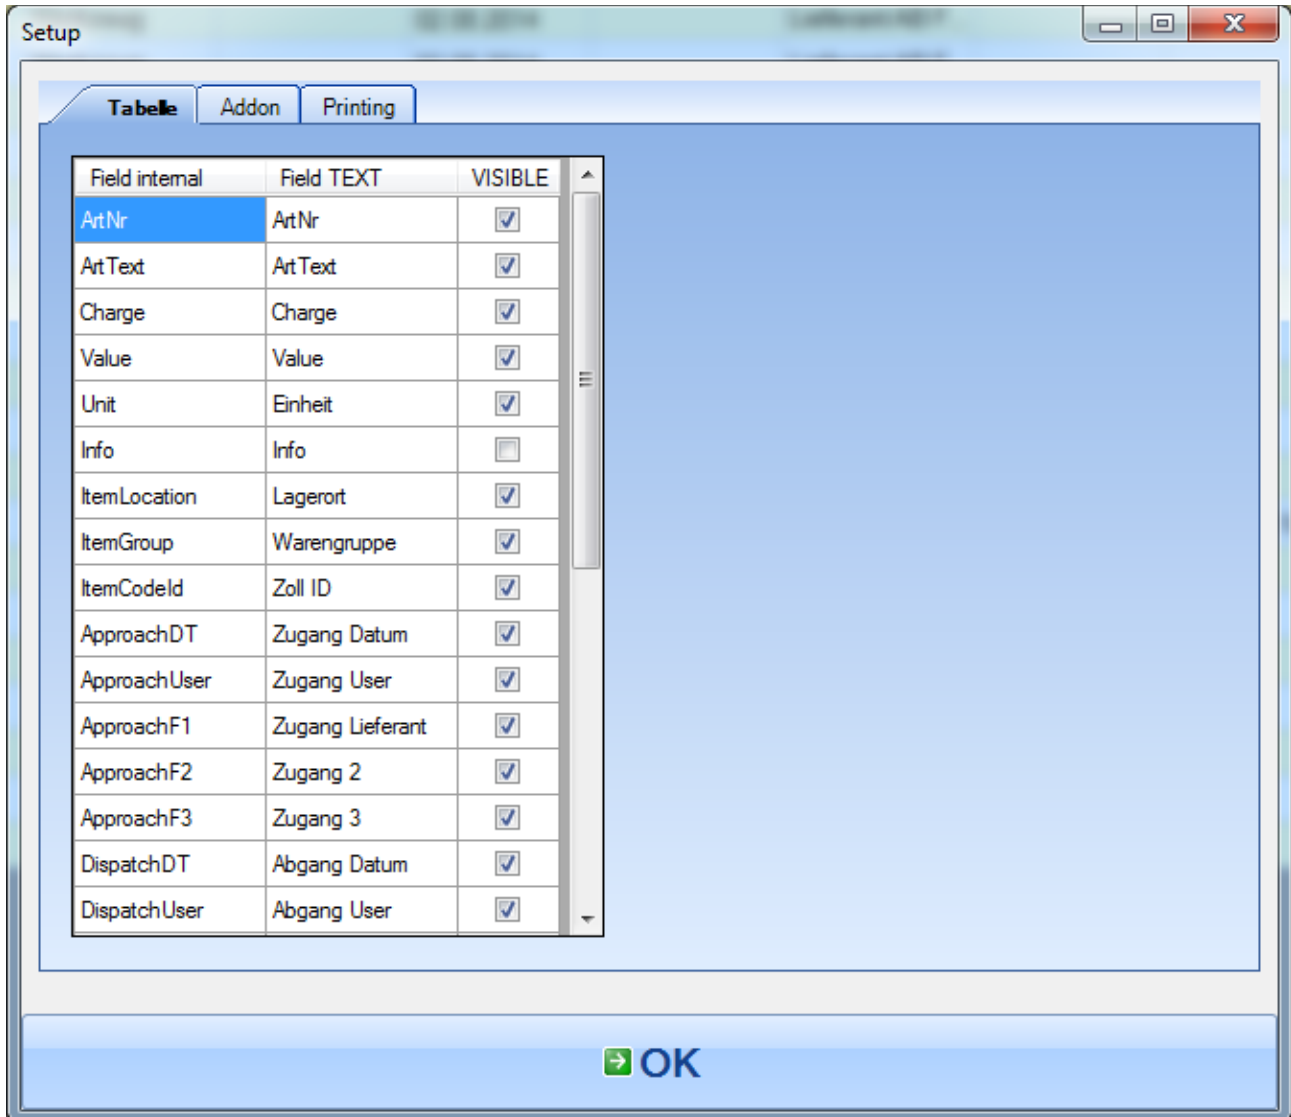 Setup
Tabelle Addon Printing
Field internal Field TEXT VISIBLE
ArtNr ArtNr
ArtText ArtText
Charge Charge
Value Value
Unit Einheit
Info Info
ItemLocation Lagerort
ItemGroup Warengruppe
ItemCodeId Zoll ID
ApproachDT Zugang Datum
ApproachUser Zugang User
ApproachF1 Zugang Lieferant
ApproachF2 Zugang 2
ApproachF3 Zugang 3
DispatchDT Abgang Datum
DispatchUser Abgang User
OK